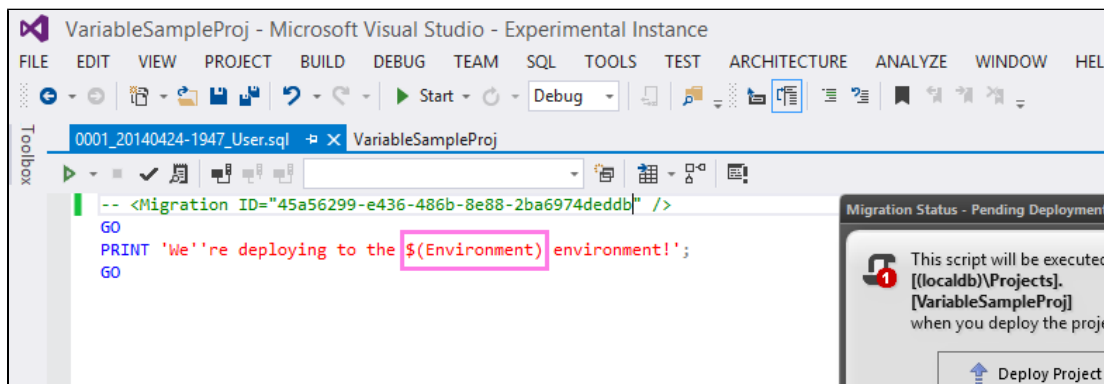 VariableSampleProj - Microsoft Visual Studio - Experimental Instance
FILE EDIT VIEW PROJECT BUILD DEBUG TEAM SQL TOOLS TEST ARCHITECTURE ANALYZE WINDOW HEL
Start Debug
Toolbox
0001_20140424-1947_User.sql VariableSampleProj
-- <Migration ID="45a56299-e436-486b-8e88-2ba6974deddb" />
GO
PRINT 'We''re deploying to the $(Environment) environment!';
GO
Migration Status - Pending Deployment
This script will be executed
[(localdb)\Projects].
[VariableSampleProj]
when you deploy the proje
1
Deploy Project